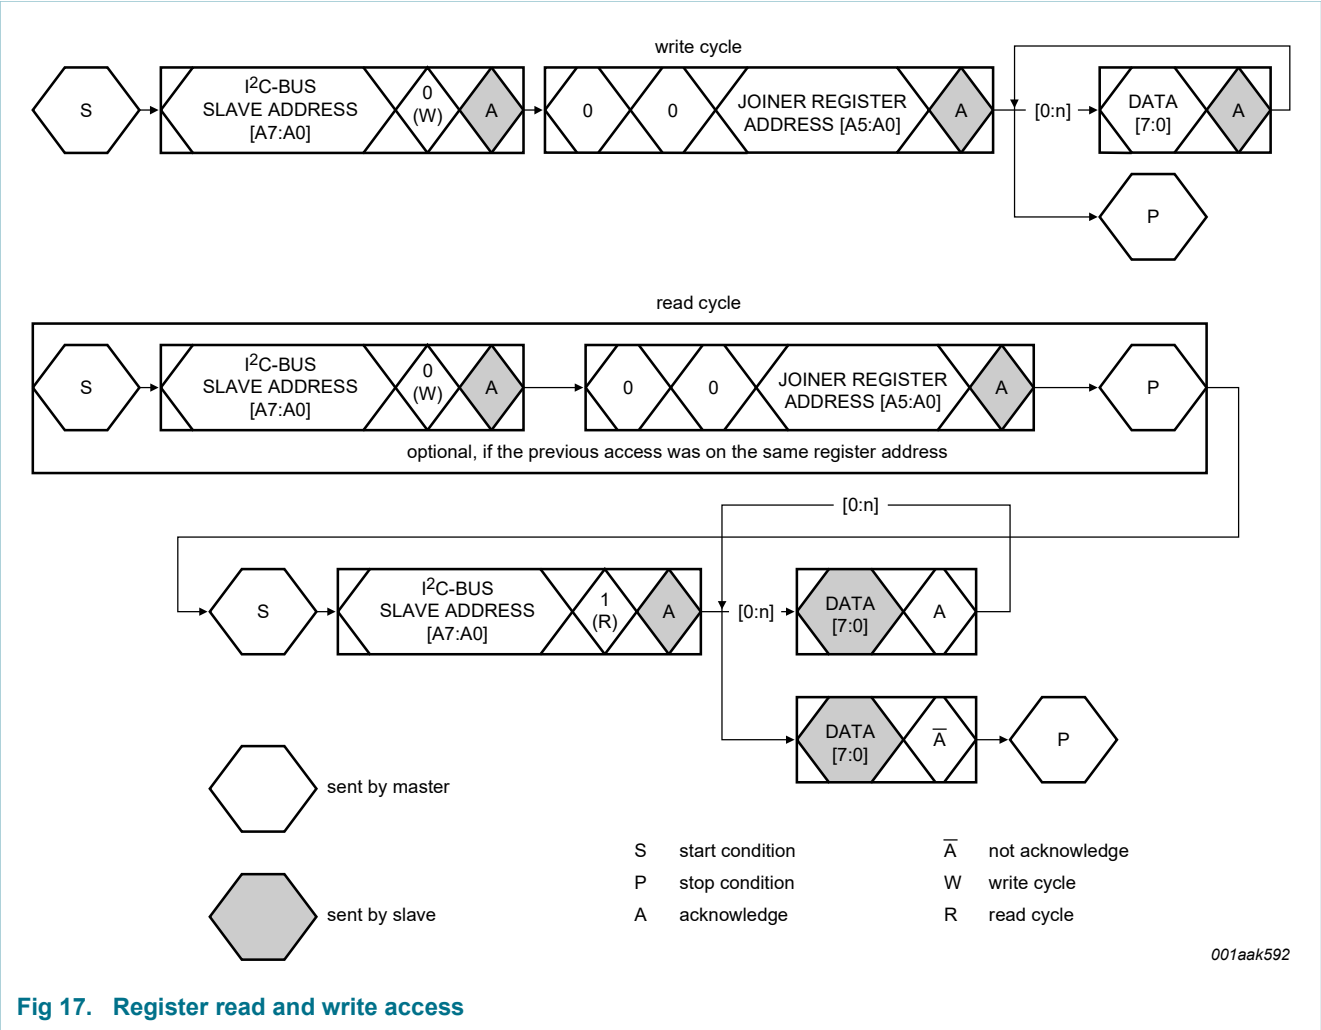 write cycle
S
I2C-BUS
SLAVE ADDRESS
[A7:A0]
0
(W)
A
0
0
JOINER REGISTER
ADDRESS [A5:A0]
A
[0:n]
DATA
[7:0]
A
P
read cycle
S
I2C-BUS
SLAVE ADDRESS
[A7:A0]
0
(W)
A
0
0
JOINER REGISTER
ADDRESS [A5:A0]
A
P
optional, if the previous access was on the same register address
[0:n]
S
I2C-BUS
SLAVE ADDRESS
[A7:A0]
1
(R)
A
[0:n]
DATA
[7:0]
A
DATA
[7:0]
A̅
P
sent by master
sent by slave
S start condition
P stop condition
A acknowledge
A̅ not acknowledge
W write cycle
R read cycle
001aak592
Fig 17. Register read and write access